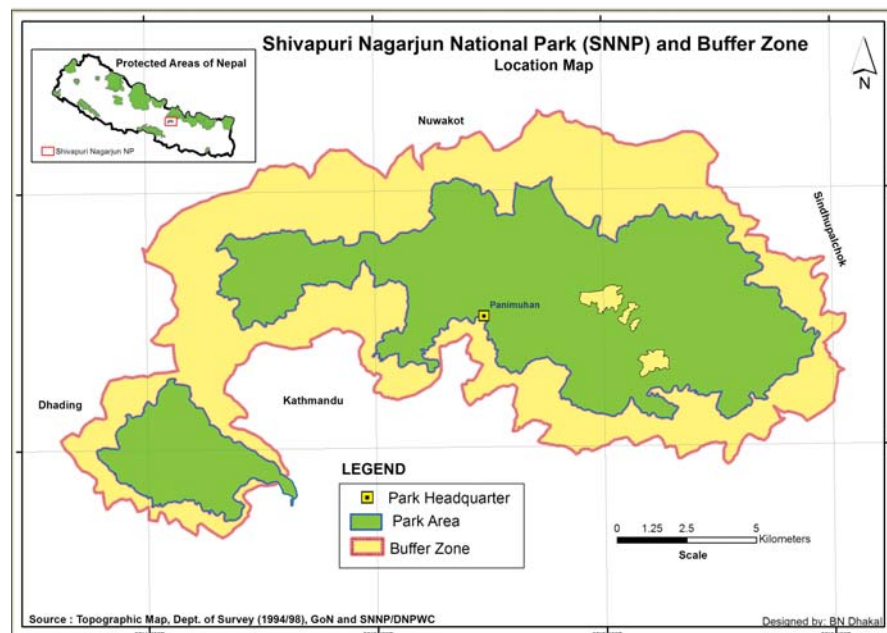 Shivapuri Nagarjun National Park (SNNP) and Buffer Zone
Location Map
Protected Areas of Nepal
Shivapuri Nagarjun NP
N
Nuwakot
Sindhupalchok
Panimuhan
Dhading
Kathmandu
LEGEND
Park Headquarter
Park Area
Buffer Zone
0 1.25 2.5 5
Kilometers
Scale
Source : Topographic Map, Dept. of Survey (1994/98), GoN and SNNP/DNPWC
Designed by: BN Dhakal